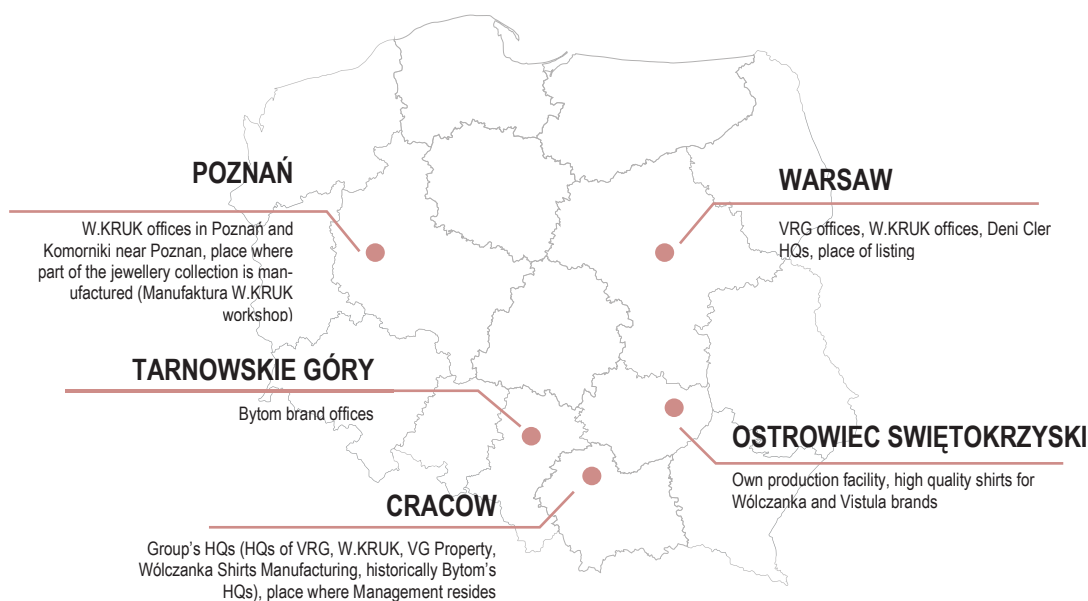 POZNAŃ
W.KRUK offices in Poznań and
Komorniki near Poznan, place where
part of the jewellery collection is man-
ufactured (Manufaktura W.KRUK
workshop)
WARSAW
VRG offices, W.KRUK offices, Deni Cler
HQs, place of listing
TARNOWSKIE GÓRY
Bytom brand offices
OSTROWIEC SWIĘTOKRZYSKI
Own production facility, high quality shirts for
Wólczanka and Vistula brands
CRACOW
Group’s HQs (HQs of VRG, W.KRUK, VG Property,
Wólczanka Shirts Manufacturing, historically Bytom’s
HQs), place where Management resides